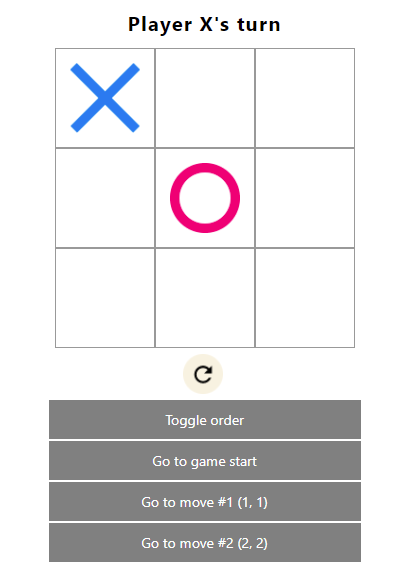 Player X's turn
Toggle order
Go to game start
Go to move #1 (1, 1)
Go to move #2 (2, 2)